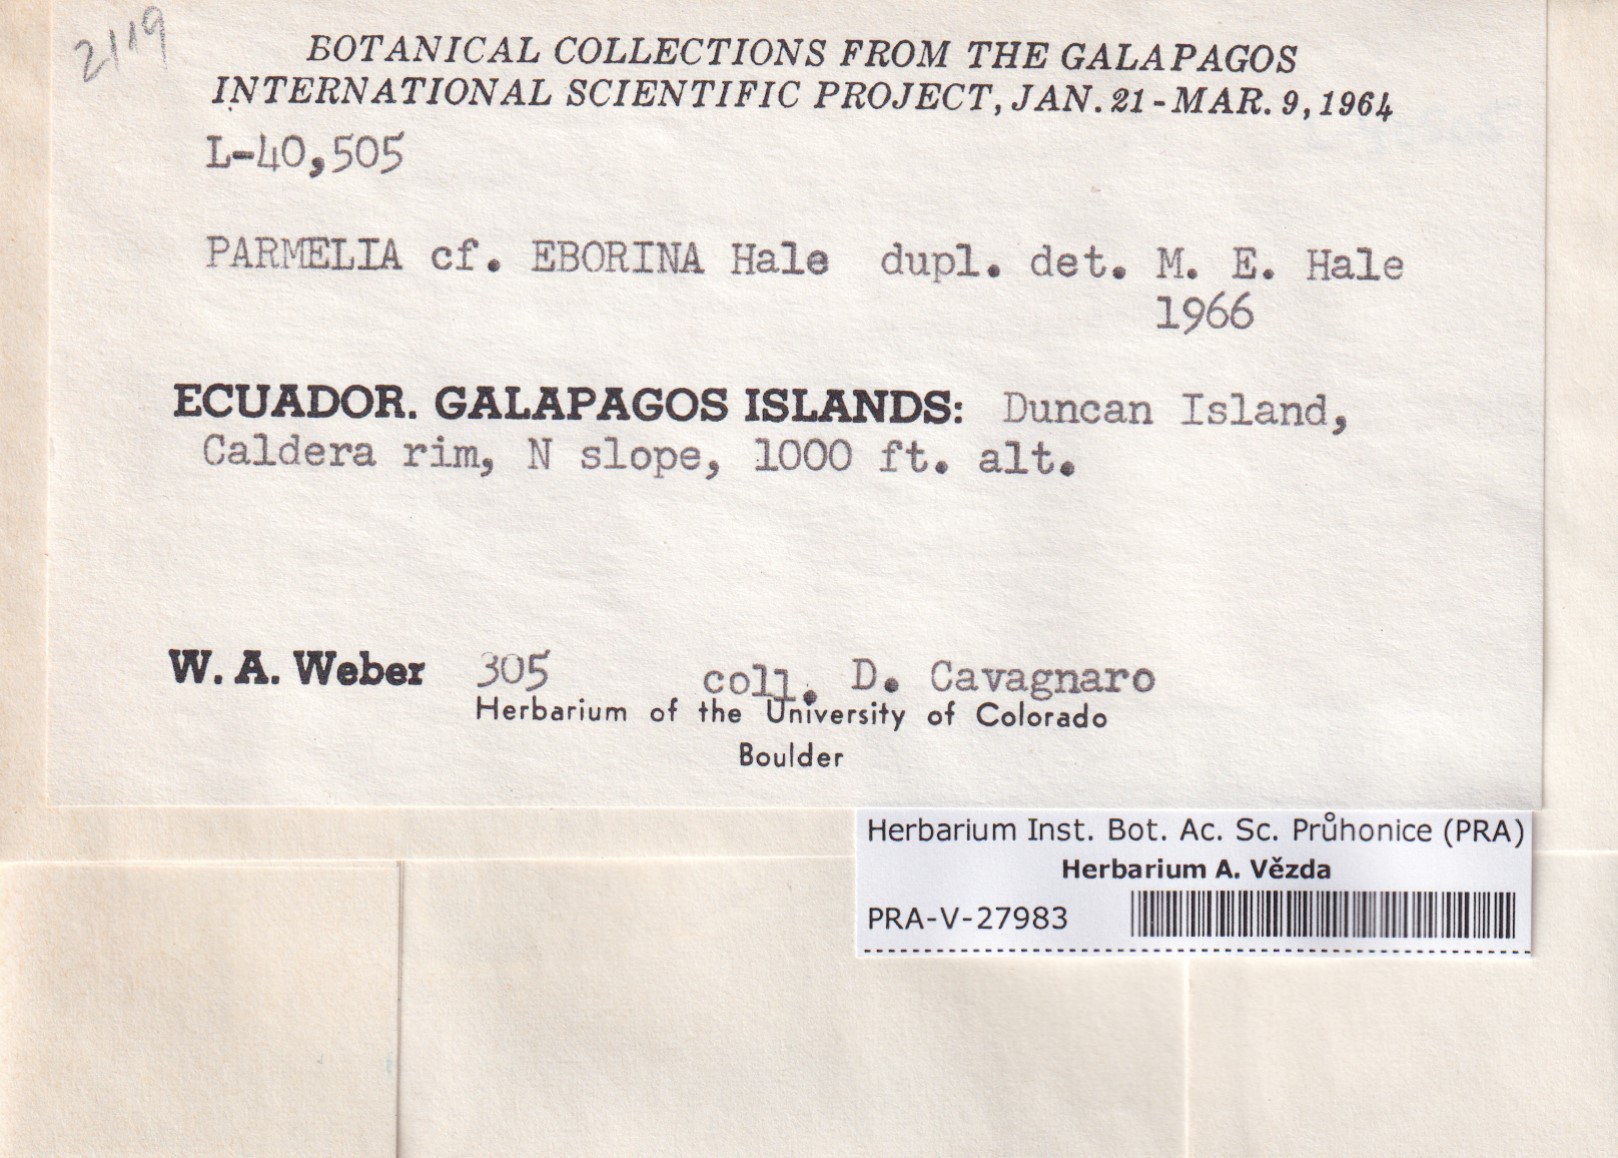 2119
BOTANICAL COLLECTIONS FROM THE GALAPAGOS
INTERNATIONAL SCIENTIFIC PROJECT, JAN. 21 - MAR. 9, 1964
L-40,505
PARMELIA cf. EBORINA Hale dupl. det. M. E. Hale
1966
ECUADOR. GALAPAGOS ISLANDS: Duncan Island,
Caldera rim, N slope, 1000 ft. alt.
W. A. Weber 305 coll. D. Cavagnaro
Herbarium of the University of Colorado
Boulder
Herbarium Inst. Bot. Ac. Sc. Průhonice (PRA)
Herbarium A. Vězda
PRA-V-27983